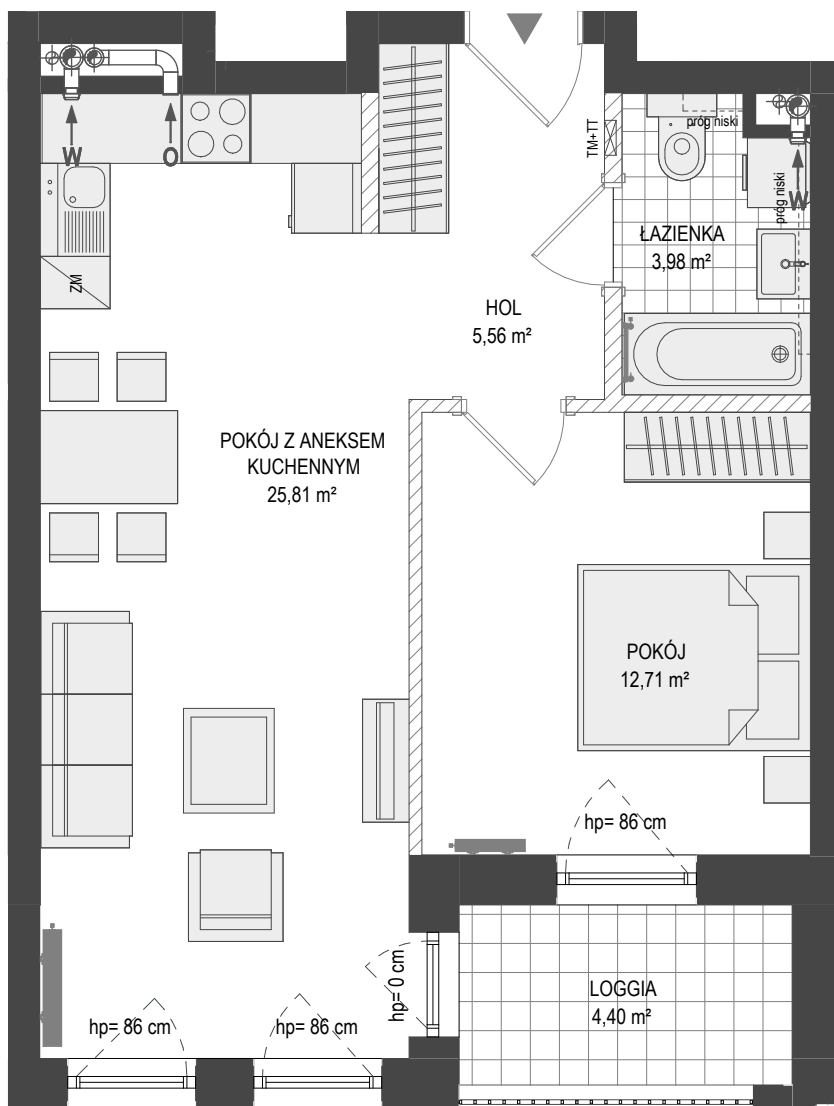 W
O
próg niski
W
TM+TT
próg niski
ŁAZIENKA
3,98 m²
ZM
HOL
5,56 m²
POKÓJ Z ANEKSEM
KUCHENNYM
25,81 m²
POKÓJ
12,71 m²
hp= 86 cm
hp= 0 cm
LOGGIA
4,40 m²
hp= 86 cm
hp= 86 cm